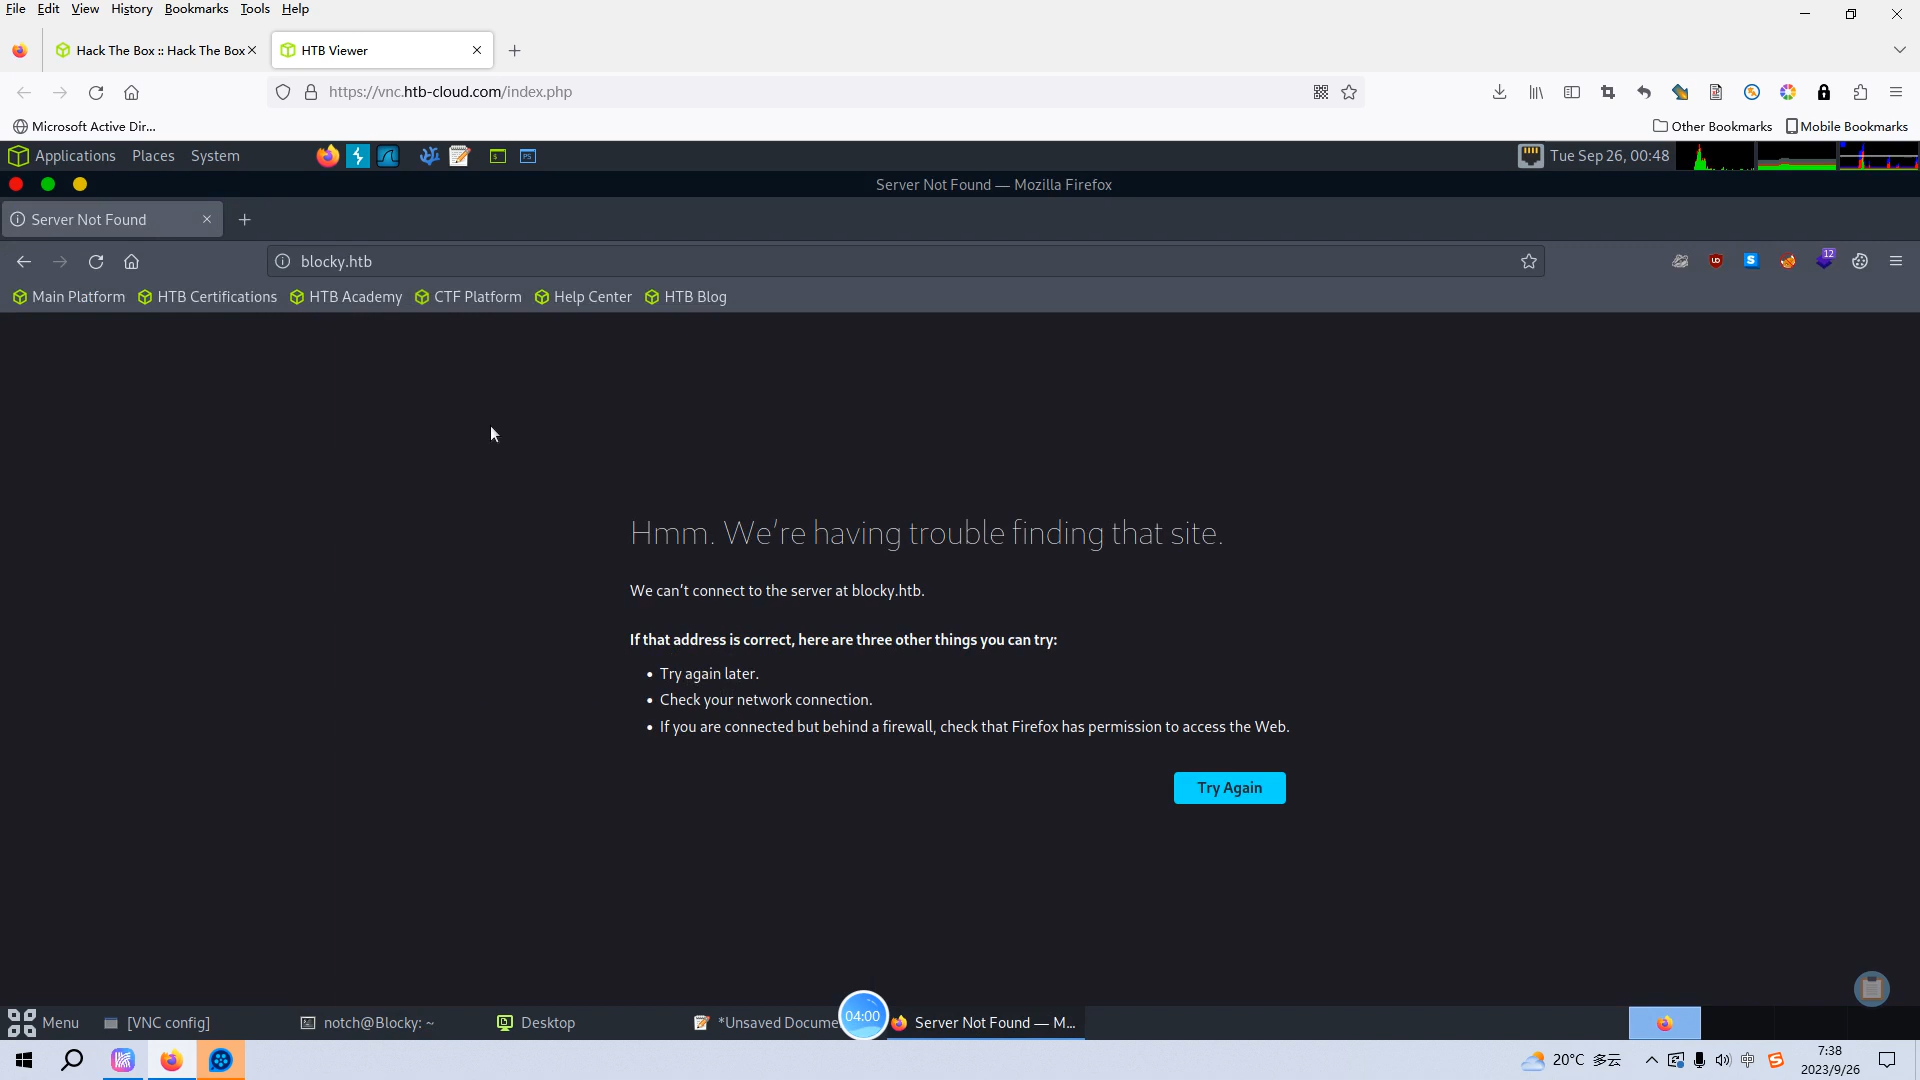 File Edit View History Bookmarks Tools Help
Hack The Box :: Hack The Box
HTB Viewer
https://vnc.htb-cloud.com/index.php
Microsoft Active Dir...
Other Bookmarks
Mobile Bookmarks
Applications Places System
Tue Sep 26, 00:48
Server Not Found — Mozilla Firefox
Server Not Found
blocky.htb
12
Main Platform HTB Certifications HTB Academy CTF Platform Help Center HTB Blog
Hmm. We’re having trouble finding that site.
We can’t connect to the server at blocky.htb.
If that address is correct, here are three other things you can try:
• Try again later.
• Check your network connection.
• If you are connected but behind a firewall, check that Firefox has permission to access the Web.
Try Again
Menu
[VNC config]
notch@Blocky: ~
Desktop
*Unsaved Docume
04:00
Server Not Found — M...
20°C 多云
中
7:38
2023/9/26